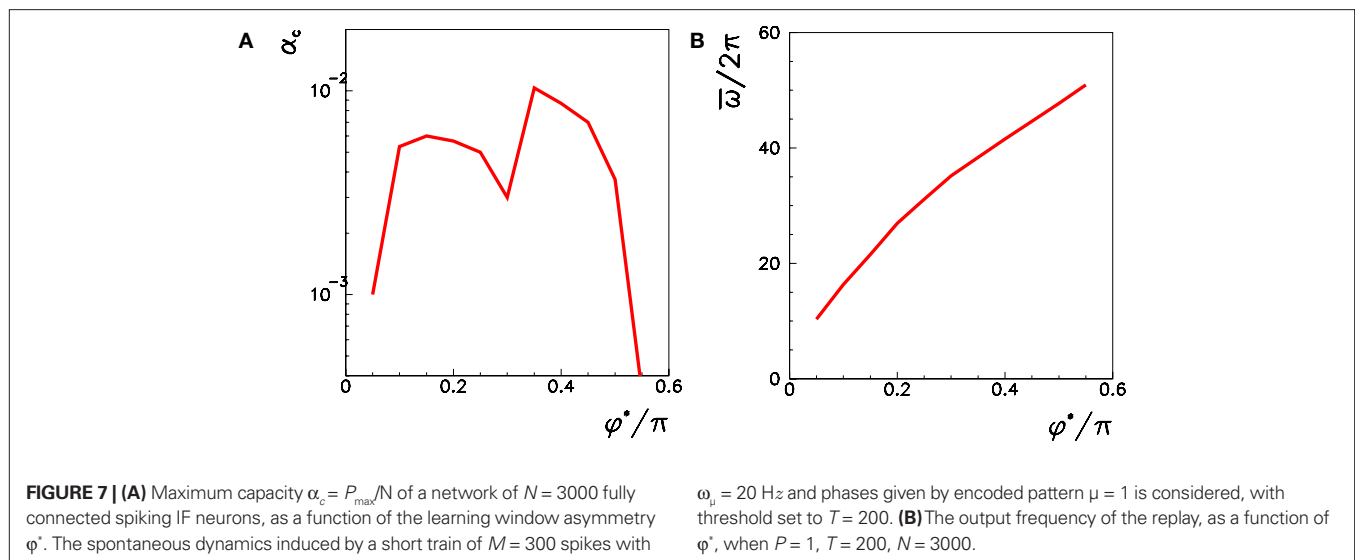 A
α_c
10⁻²
10⁻³
0 0.2 0.4 0.6
φ*/π
B
ω̅/2π
60
40
20
0
0 0.2 0.4 0.6
φ*/π
FIGURE 7 | (A) Maximum capacity α_c = P_max/N of a network of N = 3000 fully
connected spiking IF neurons, as a function of the learning window asymmetry
φ*. The spontaneous dynamics induced by a short train of M = 300 spikes with
ω_μ = 20 Hz and phases given by encoded pattern μ = 1 is considered, with
threshold set to T = 200. (B) The output frequency of the replay, as a function of
φ*, when P = 1, T = 200, N = 3000.